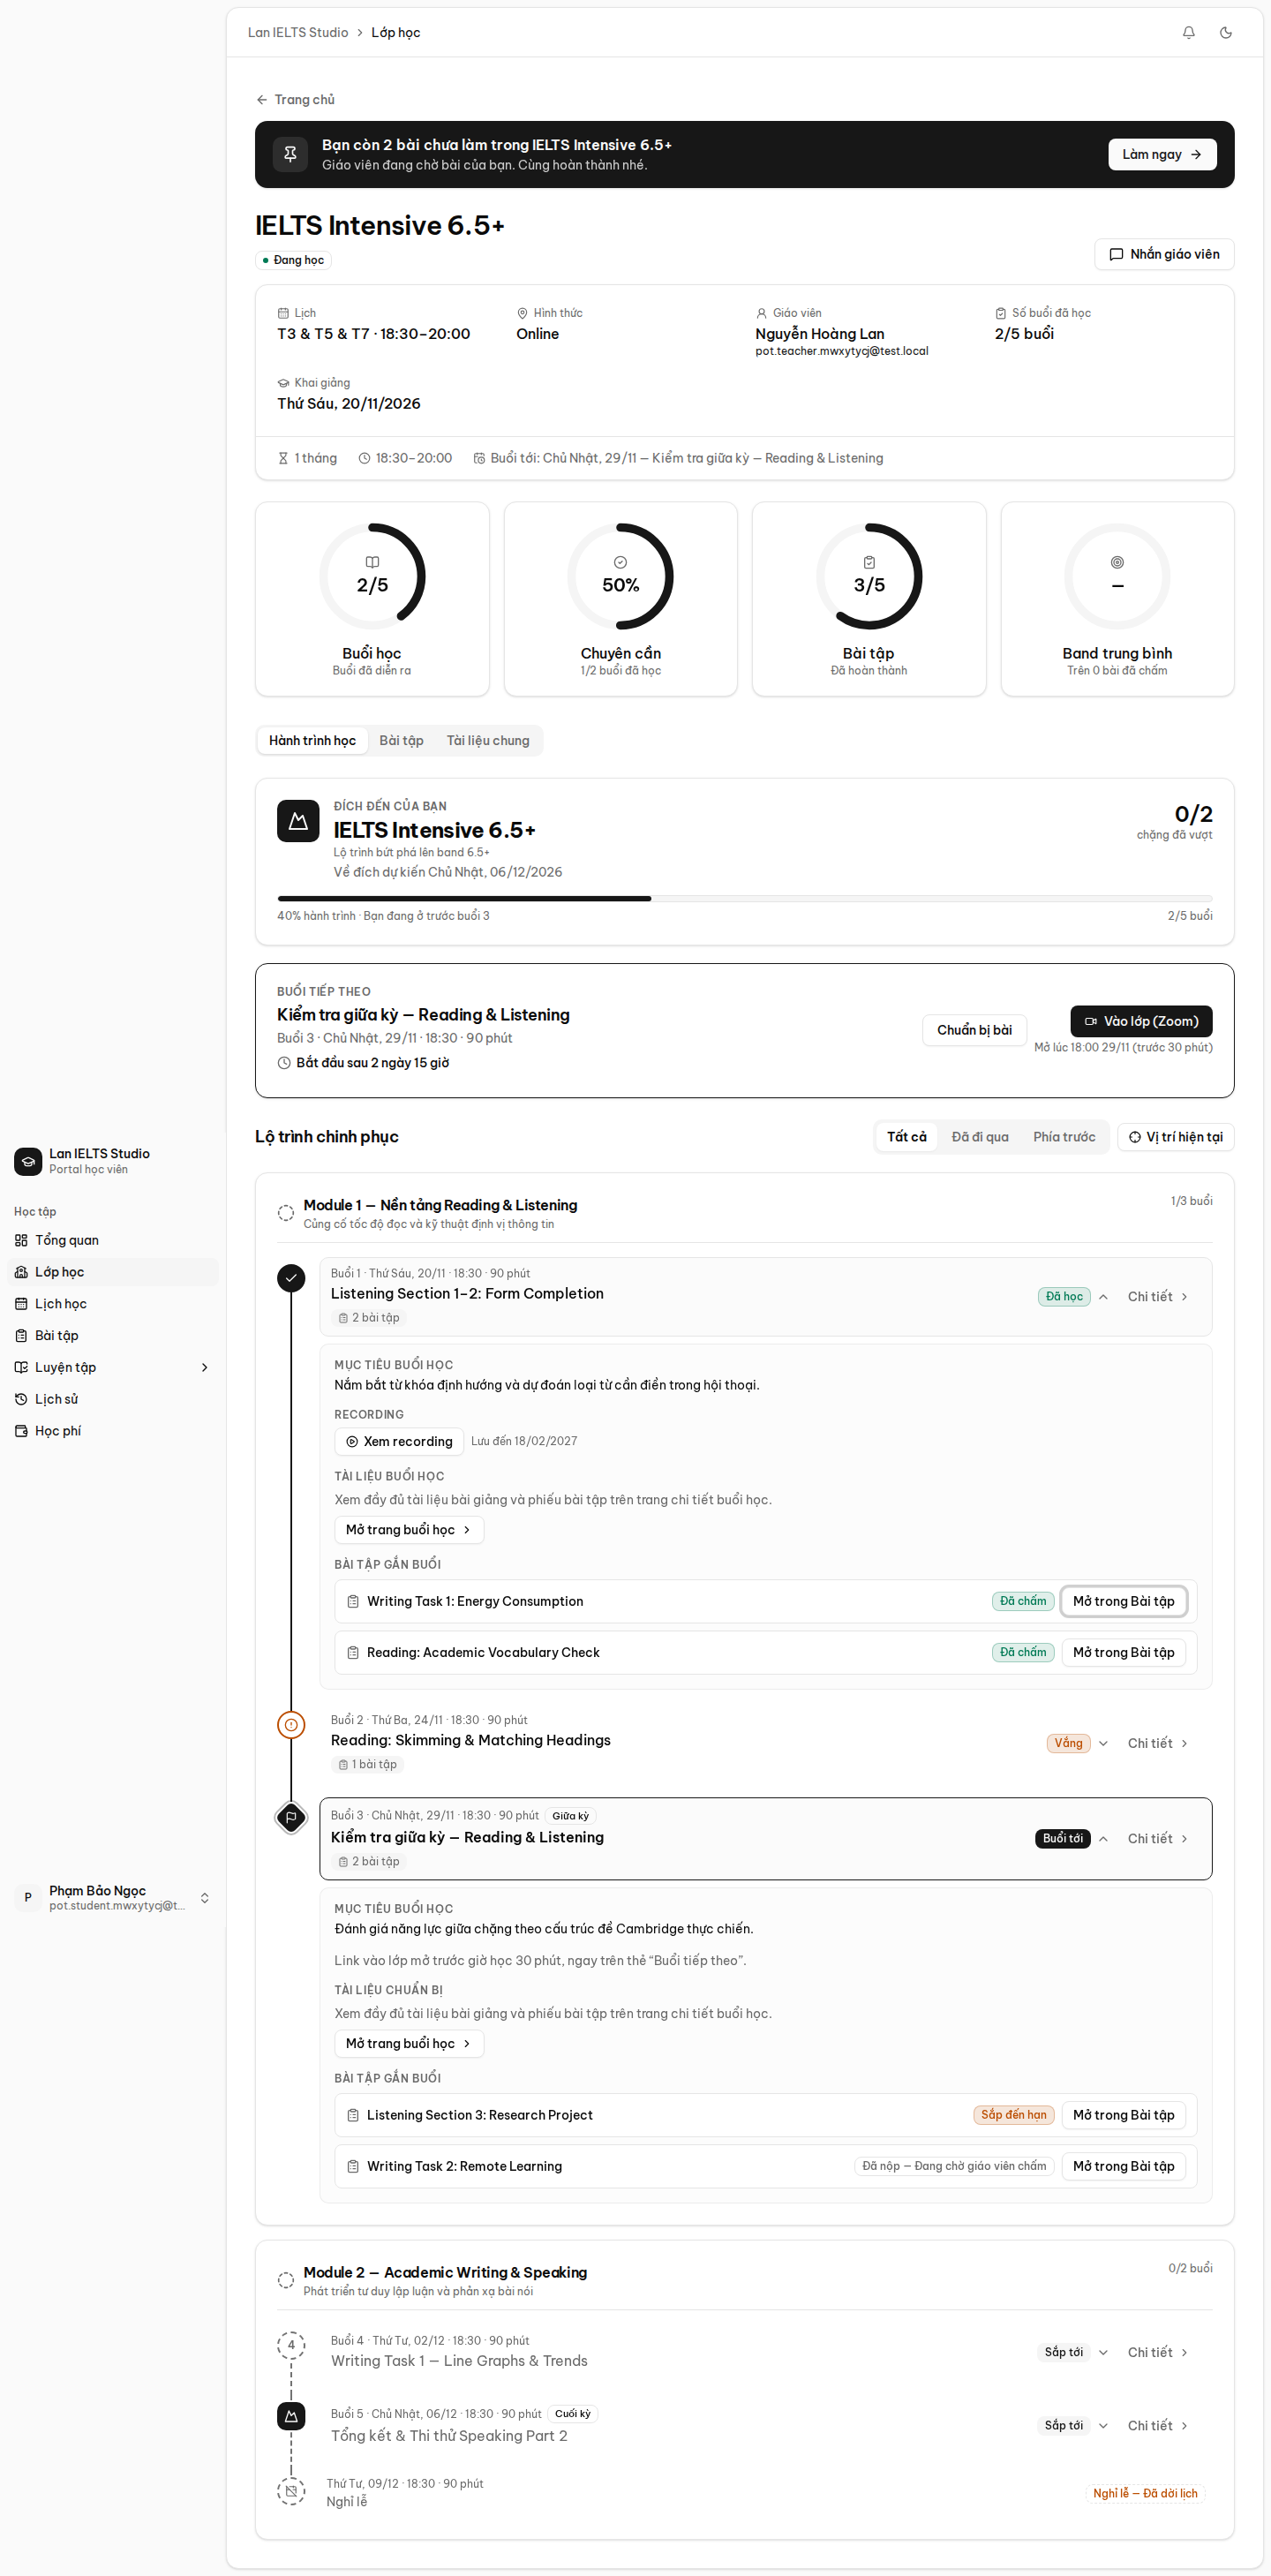 Lan IELTS Studio
Portal học viên
Học tập
Tổng quan
Lớp học
Lịch học
Bài tập
Luyện tập
Lịch sử
Học phí
P
Phạm Bảo Ngọc
pot.student.mwxytycj@t...
Lan IELTS Studio > Lớp học
Trang chủ
Bạn còn 2 bài chưa làm trong IELTS Intensive 6.5+
Giáo viên đang chờ bài của bạn. Cùng hoàn thành nhé.
Làm ngay
IELTS Intensive 6.5+
Đang học
Nhắn giáo viên
Lịch
T3 & T5 & T7 · 18:30–20:00
Hình thức
Online
Giáo viên
Nguyễn Hoàng Lan
pot.teacher.mwxytycj@test.local
Số buổi đã học
2/5 buổi
Khai giảng
Thứ Sáu, 20/11/2026
1 tháng
18:30–20:00
Buổi tới: Chủ Nhật, 29/11 — Kiểm tra giữa kỳ — Reading & Listening
2/5
Buổi học
Buổi đã diễn ra
50%
Chuyên cần
1/2 buổi đã học
3/5
Bài tập
Đã hoàn thành
—
Band trung bình
Trên 0 bài đã chấm
Hành trình học
Bài tập
Tài liệu chung
ĐÍCH ĐẾN CỦA BẠN
IELTS Intensive 6.5+
Lộ trình bứt phá lên band 6.5+
Về đích dự kiến Chủ Nhật, 06/12/2026
0/2
chặng đã vượt
40% hành trình · Bạn đang ở trước buổi 3
2/5 buổi
BUỔI TIẾP THEO
Kiểm tra giữa kỳ — Reading & Listening
Buổi 3 · Chủ Nhật, 29/11 · 18:30 · 90 phút
Bắt đầu sau 2 ngày 15 giờ
Chuẩn bị bài
Vào lớp (Zoom)
Mở lúc 18:00 29/11 (trước 30 phút)
Lộ trình chinh phục
Tất cả
Đã đi qua
Phía trước
Vị trí hiện tại
Module 1 — Nền tảng Reading & Listening
Củng cố tốc độ đọc và kỹ thuật định vị thông tin
1/3 buổi
Buổi 1 · Thứ Sáu, 20/11 · 18:30 · 90 phút
Listening Section 1–2: Form Completion
2 bài tập
Đã học
Chi tiết
MỤC TIÊU BUỔI HỌC
Nắm bắt từ khóa định hướng và dự đoán loại từ cần điền trong hội thoại.
RECORDING
Xem recording
Lưu đến 18/02/2027
TÀI LIỆU BUỔI HỌC
Xem đầy đủ tài liệu bài giảng và phiếu bài tập trên trang chi tiết buổi học.
Mở trang buổi học
BÀI TẬP GẮN BUỔI
Writing Task 1: Energy Consumption
Đã chấm
Mở trong Bài tập
Reading: Academic Vocabulary Check
Đã chấm
Mở trong Bài tập
Buổi 2 · Thứ Ba, 24/11 · 18:30 · 90 phút
Reading: Skimming & Matching Headings
1 bài tập
Vắng
Chi tiết
Buổi 3 · Chủ Nhật, 29/11 · 18:30 · 90 phút
Giữa kỳ
Kiểm tra giữa kỳ — Reading & Listening
2 bài tập
Buổi tới
Chi tiết
MỤC TIÊU BUỔI HỌC
Đánh giá năng lực giữa chặng theo cấu trúc đề Cambridge thực chiến.
Link vào lớp mở trước giờ học 30 phút, ngay trên thẻ “Buổi tiếp theo”.
TÀI LIỆU CHUẨN BỊ
Xem đầy đủ tài liệu bài giảng và phiếu bài tập trên trang chi tiết buổi học.
Mở trang buổi học
BÀI TẬP GẮN BUỔI
Listening Section 3: Research Project
Sắp đến hạn
Mở trong Bài tập
Writing Task 2: Remote Learning
Đã nộp — Đang chờ giáo viên chấm
Mở trong Bài tập
Module 2 — Academic Writing & Speaking
Phát triển tư duy lập luận và phản xạ bài nói
0/2 buổi
4
Buổi 4 · Thứ Tư, 02/12 · 18:30 · 90 phút
Writing Task 1 — Line Graphs & Trends
Sắp tới
Chi tiết
Buổi 5 · Chủ Nhật, 06/12 · 18:30 · 90 phút
Cuối kỳ
Tổng kết & Thi thử Speaking Part 2
Sắp tới
Chi tiết
Thứ Tư, 09/12 · 18:30 · 90 phút
Nghỉ lễ
Nghỉ lễ — Đã dời lịch